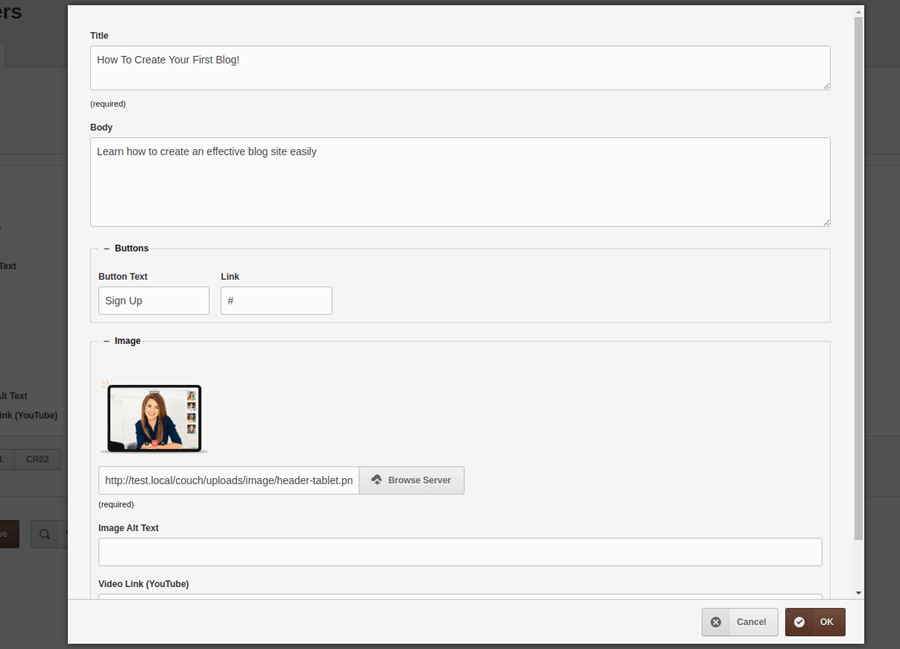 ers
Title
How To Create Your First Blog!
(required)
Body
Learn how to create an effective blog site easily
Text
Buttons
Button Text Link
Sign Up #
Image
http://test.local/couch/uploads/image/header-tablet.pn Browse Server
(required)
Alt Text
Image Alt Text
ink (YouTube)
CR02
Video Link (YouTube)
Cancel OK